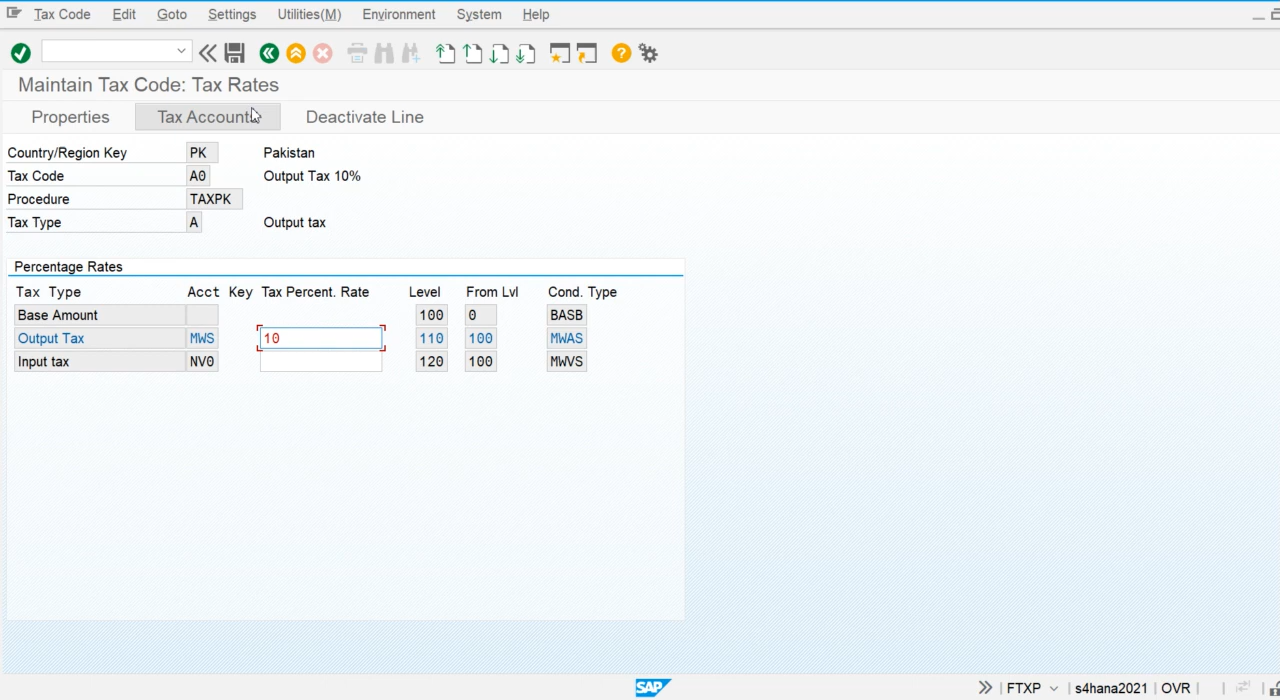 Tax Code Edit Goto Settings Utilities(M) Environment System Help
Maintain Tax Code: Tax Rates
Properties Tax Accounts Deactivate Line
Country/Region Key PK Pakistan
Tax Code A0 Output Tax 10%
Procedure TAXPK
Tax Type A Output tax
Percentage Rates
Tax Type Acct Key Tax Percent. Rate Level From Lvl Cond. Type
Base Amount 100 0 BASB
Output Tax MWS 10 110 100 MWAS
Input tax NV0 120 100 MWVS
SAP FTXP s4hana2021 OVR